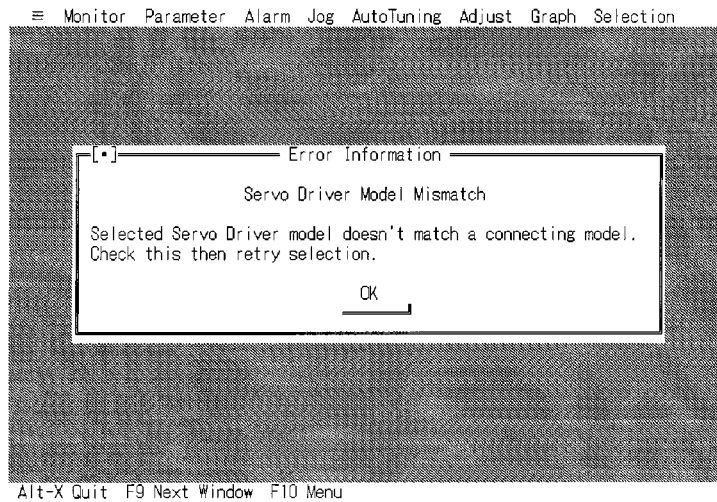 ≡ Monitor Parameter Alarm Jog AutoTuning Adjust Graph Selection
[•] Error Information
Servo Driver Model Mismatch
Selected Servo Driver model doesn't match a connecting model.
Check this then retry selection.
OK
Alt-X Quit F9 Next Window F10 Menu